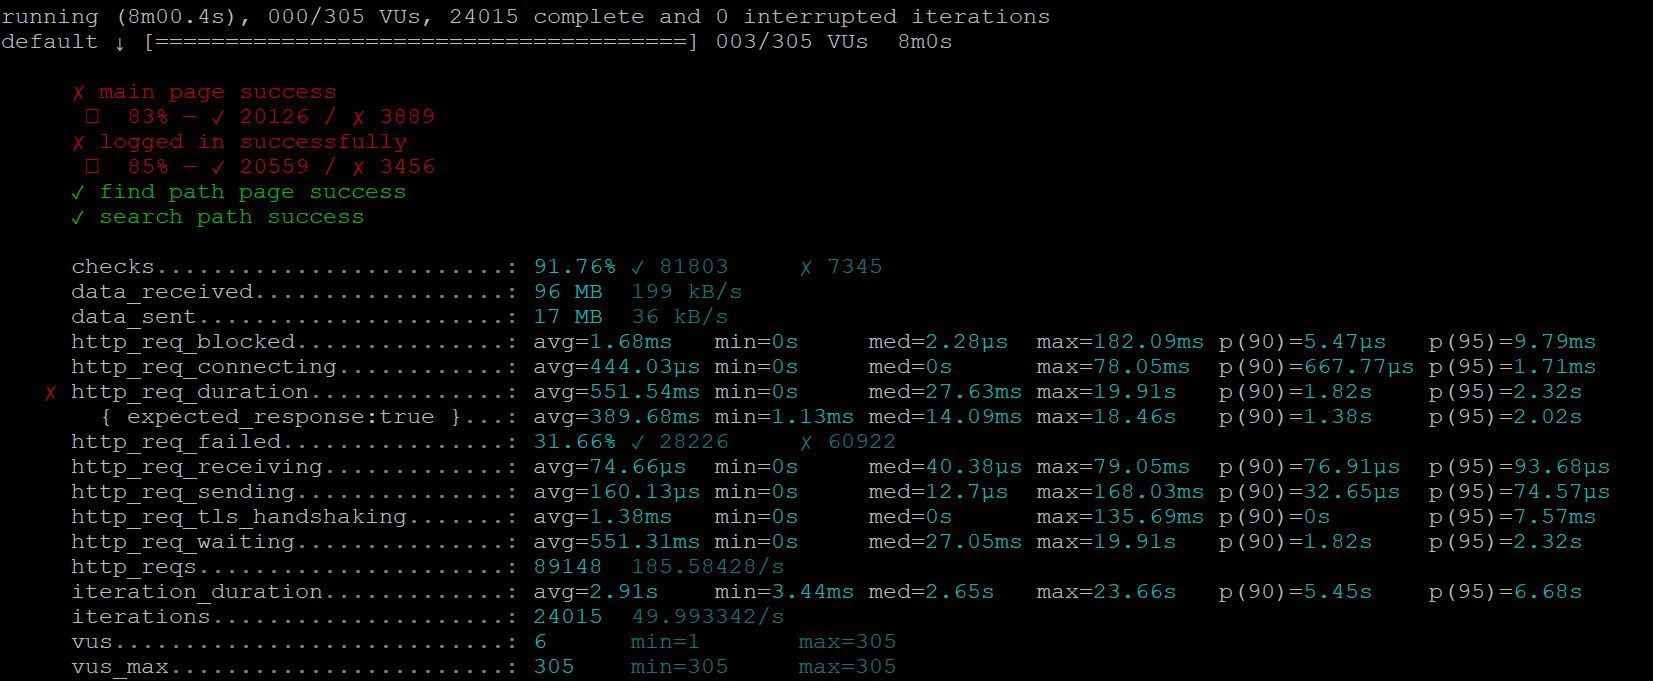 running (8m00.4s), 000/305 VUs, 24015 complete and 0 interrupted iterations
default ↓ [======================================] 003/305 VUs  8m0s
✗ main page success
□  83% — ✓ 20126 / ✗ 3889
✗ logged in successfully
□  85% — ✓ 20559 / ✗ 3456
✓ find path page success
✓ search path success
checks.........................: 91.76% ✓ 81803     ✗ 7345
data_received..................: 96 MB  199 kB/s
data_sent......................: 17 MB  36 kB/s
http_req_blocked...............: avg=1.68ms   min=0s     med=2.28µs  max=182.09ms p(90)=5.47µs   p(95)=9.79ms
http_req_connecting............: avg=444.03µs min=0s     med=0s      max=78.05ms  p(90)=667.77µs p(95)=1.71ms
✗ http_req_duration..............: avg=551.54ms min=0s     med=27.63ms max=19.91s   p(90)=1.82s    p(95)=2.32s
{ expected_response:true }...: avg=389.68ms min=1.13ms med=14.09ms max=18.46s   p(90)=1.38s    p(95)=2.02s
http_req_failed................: 31.66% ✓ 28226     ✗ 60922
http_req_receiving.............: avg=74.66µs  min=0s     med=40.38µs max=79.05ms  p(90)=76.91µs  p(95)=93.68µs
http_req_sending...............: avg=160.13µs min=0s     med=12.7µs  max=168.03ms p(90)=32.65µs  p(95)=74.57µs
http_req_tls_handshaking.......: avg=1.38ms   min=0s     med=0s      max=135.69ms p(90)=0s       p(95)=7.57ms
http_req_waiting...............: avg=551.31ms min=0s     med=27.05ms max=19.91s   p(90)=1.82s    p(95)=2.32s
http_reqs......................: 89148  185.58428/s
iteration_duration.............: avg=2.91s    min=3.44ms med=2.65s   max=23.66s   p(90)=5.45s    p(95)=6.68s
iterations.....................: 24015  49.993342/s
vus............................: 6      min=1       max=305
vus_max........................: 305    min=305     max=305